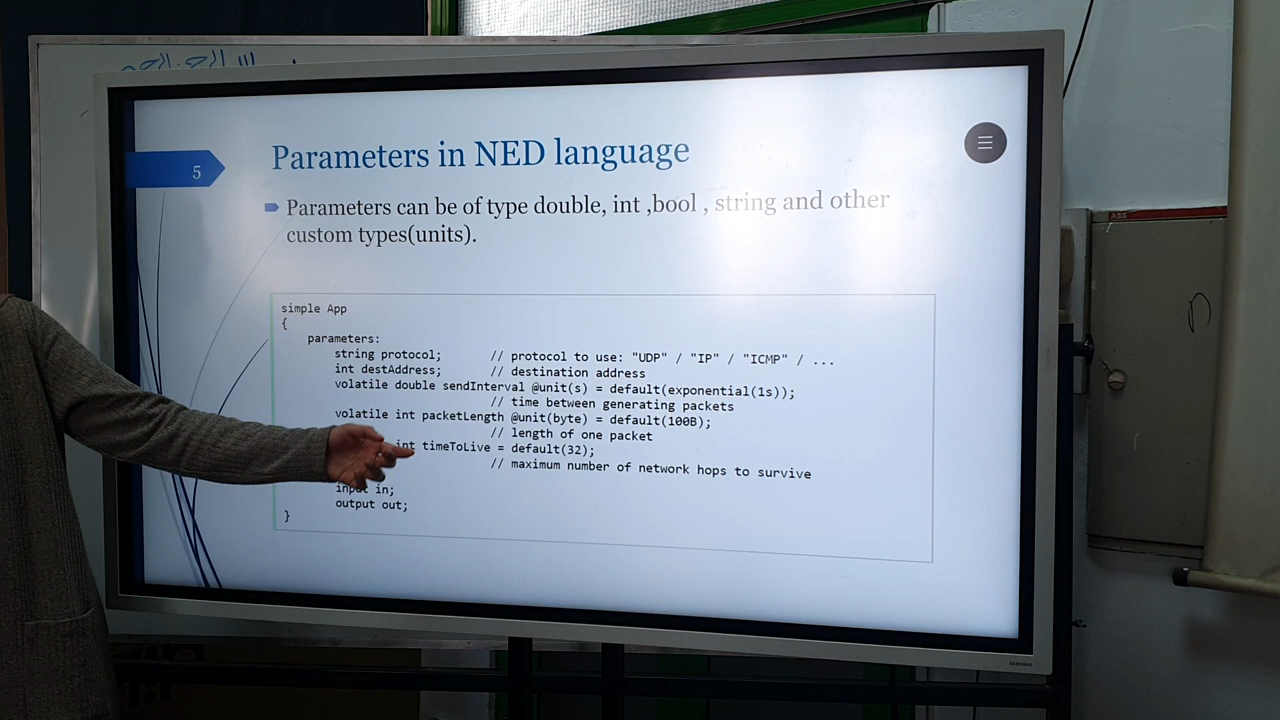 5
Parameters in NED language
Parameters can be of type double, int ,bool , string and other
custom types(units).
simple App
{
parameters:
string protocol; // protocol to use: "UDP" / "IP" / "ICMP" / ...
int destAddress; // destination address
volatile double sendInterval @unit(s) = default(exponential(1s));
// time between generating packets
volatile int packetLength @unit(byte) = default(100B);
// length of one packet
int timeToLive = default(32);
// maximum number of network hops to survive
input in;
output out;
}
ABB
SAMSUNG